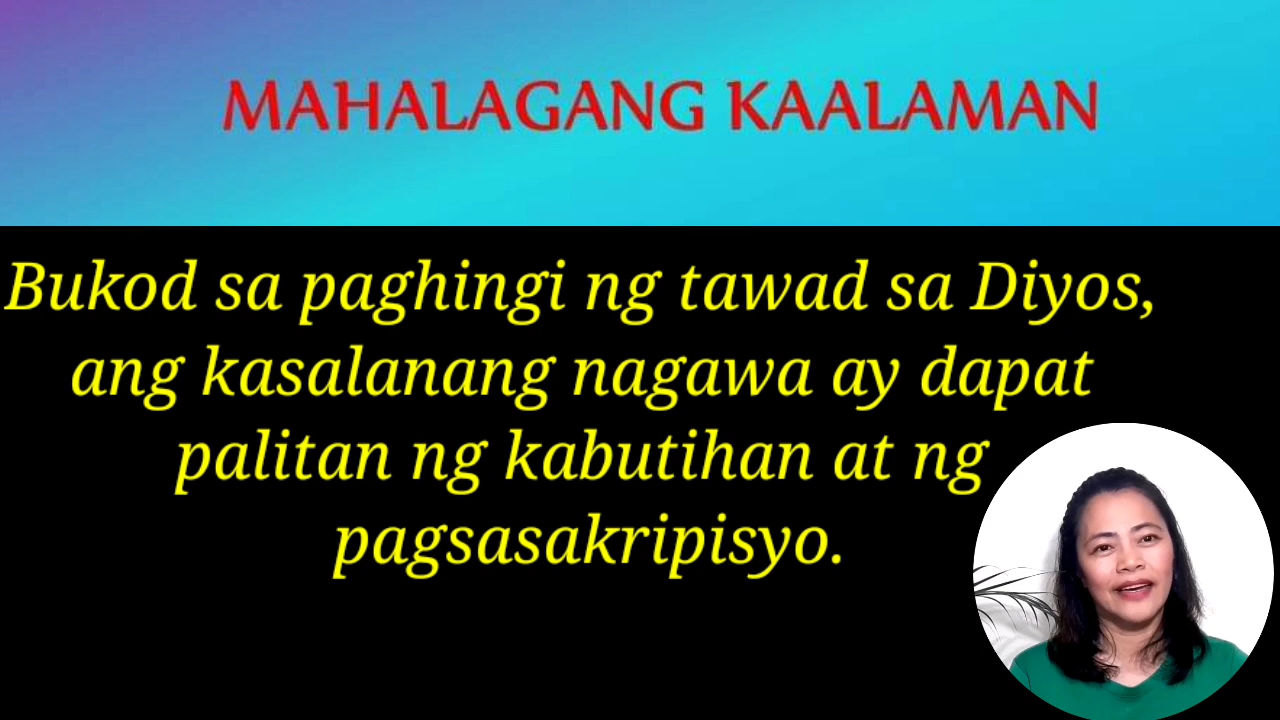 MAHALAGANG KAALAMAN
Bukod sa paghingi ng tawad sa Diyos,
ang kasalanang nagawa ay dapat
palitan ng kabutihan at ng
pagsasakripisyo.